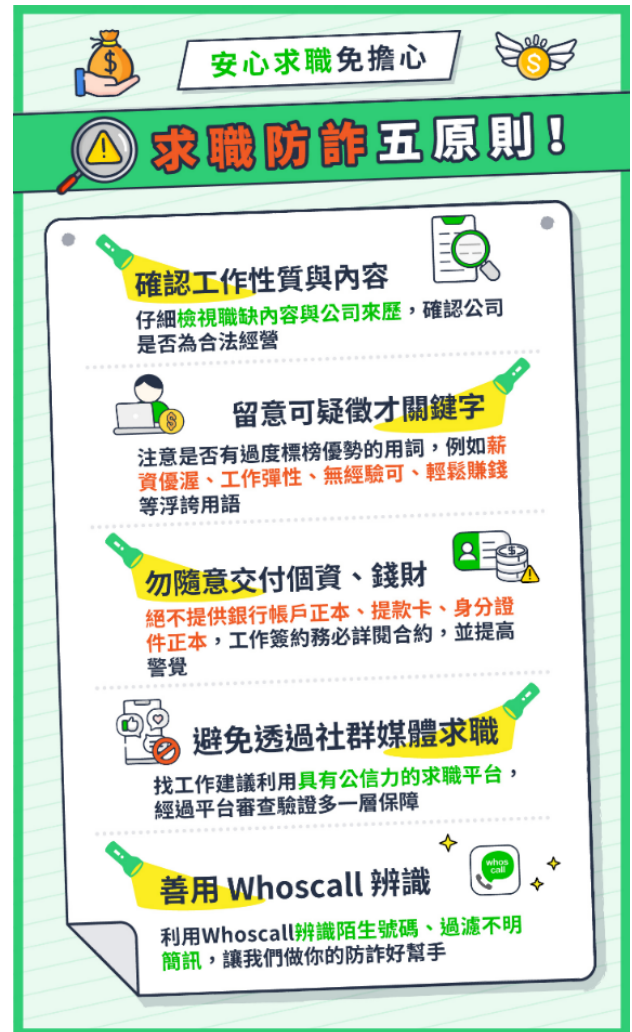 安心求職免擔心
求職防詐五原則！
確認工作性質與內容
仔細檢視職缺內容與公司來歷，確認公司
是否為合法經營
留意可疑徵才關鍵字
注意是否有過度標榜優勢的用詞，例如薪
資優渥、工作彈性、無經驗可、輕鬆賺錢
等浮誇用語
勿隨意交付個資、錢財
絕不提供銀行帳戶正本、提款卡、身分證
件正本，工作簽約務必詳閱合約，並提高
警覺
避免透過社群媒體求職
找工作建議利用具有公信力的求職平台，
經過平台審查驗證多一層保障
善用 Whoscall 辨識
whos
call
利用Whoscall辨識陌生號碼、過濾不明
簡訊，讓我們做你的防詐好幫手